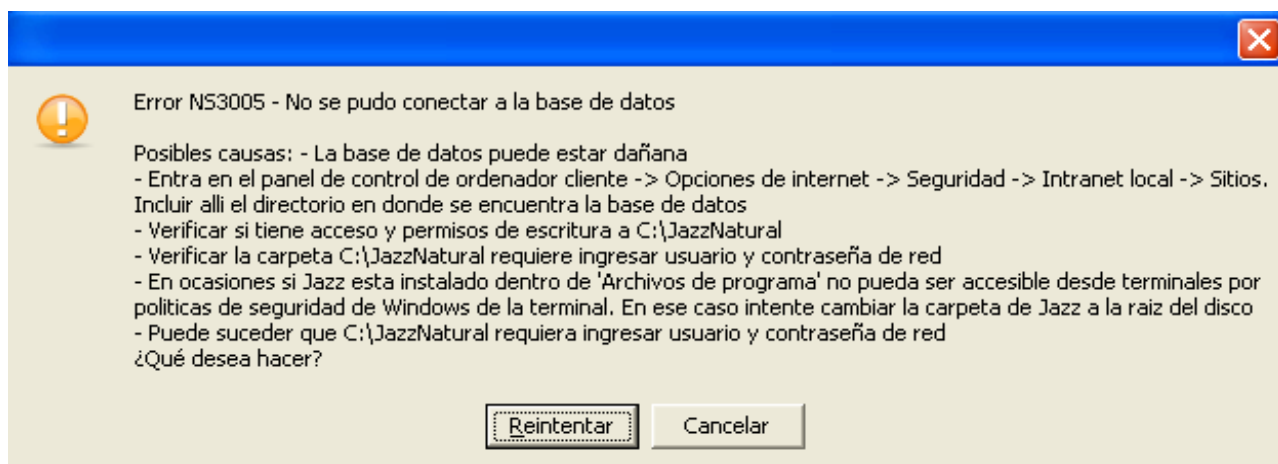 Error NS3005 - No se pudo conectar a la base de datos
Posibles causas: - La base de datos puede estar dañana
- Entra en el panel de control de ordenador cliente -> Opciones de internet -> Seguridad -> Intranet local -> Sitios.
Incluir alli el directorio en donde se encuentra la base de datos
- Verificar si tiene acceso y permisos de escritura a C:\JazzNatural
- Verificar la carpeta C:\JazzNatural requiere ingresar usuario y contraseña de red
- En ocasiones si Jazz esta instalado dentro de 'Archivos de programa' no pueda ser accesible desde terminales por
politicas de seguridad de Windows de la terminal. En ese caso intente cambiar la carpeta de Jazz a la raiz del disco
- Puede suceder que C:\JazzNatural requiera ingresar usuario y contraseña de red
¿Qué desea hacer?
Reintentar Cancelar